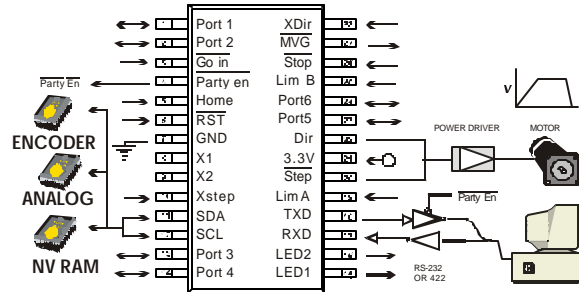 Port 1 XDir
Port 2 MVG
Go in Stop
Party En Party en Lim B
Home Port6
RST Port5
ENCODER GND Dir
X1 3.3V
X2 Step
ANALOG Xstep Lim A
SDA TXD
SCL RXD
NV RAM Port 3 LED2
Port 4 LED1
V
POWER DRIVER MOTOR
Party En
RS-232
OR 422